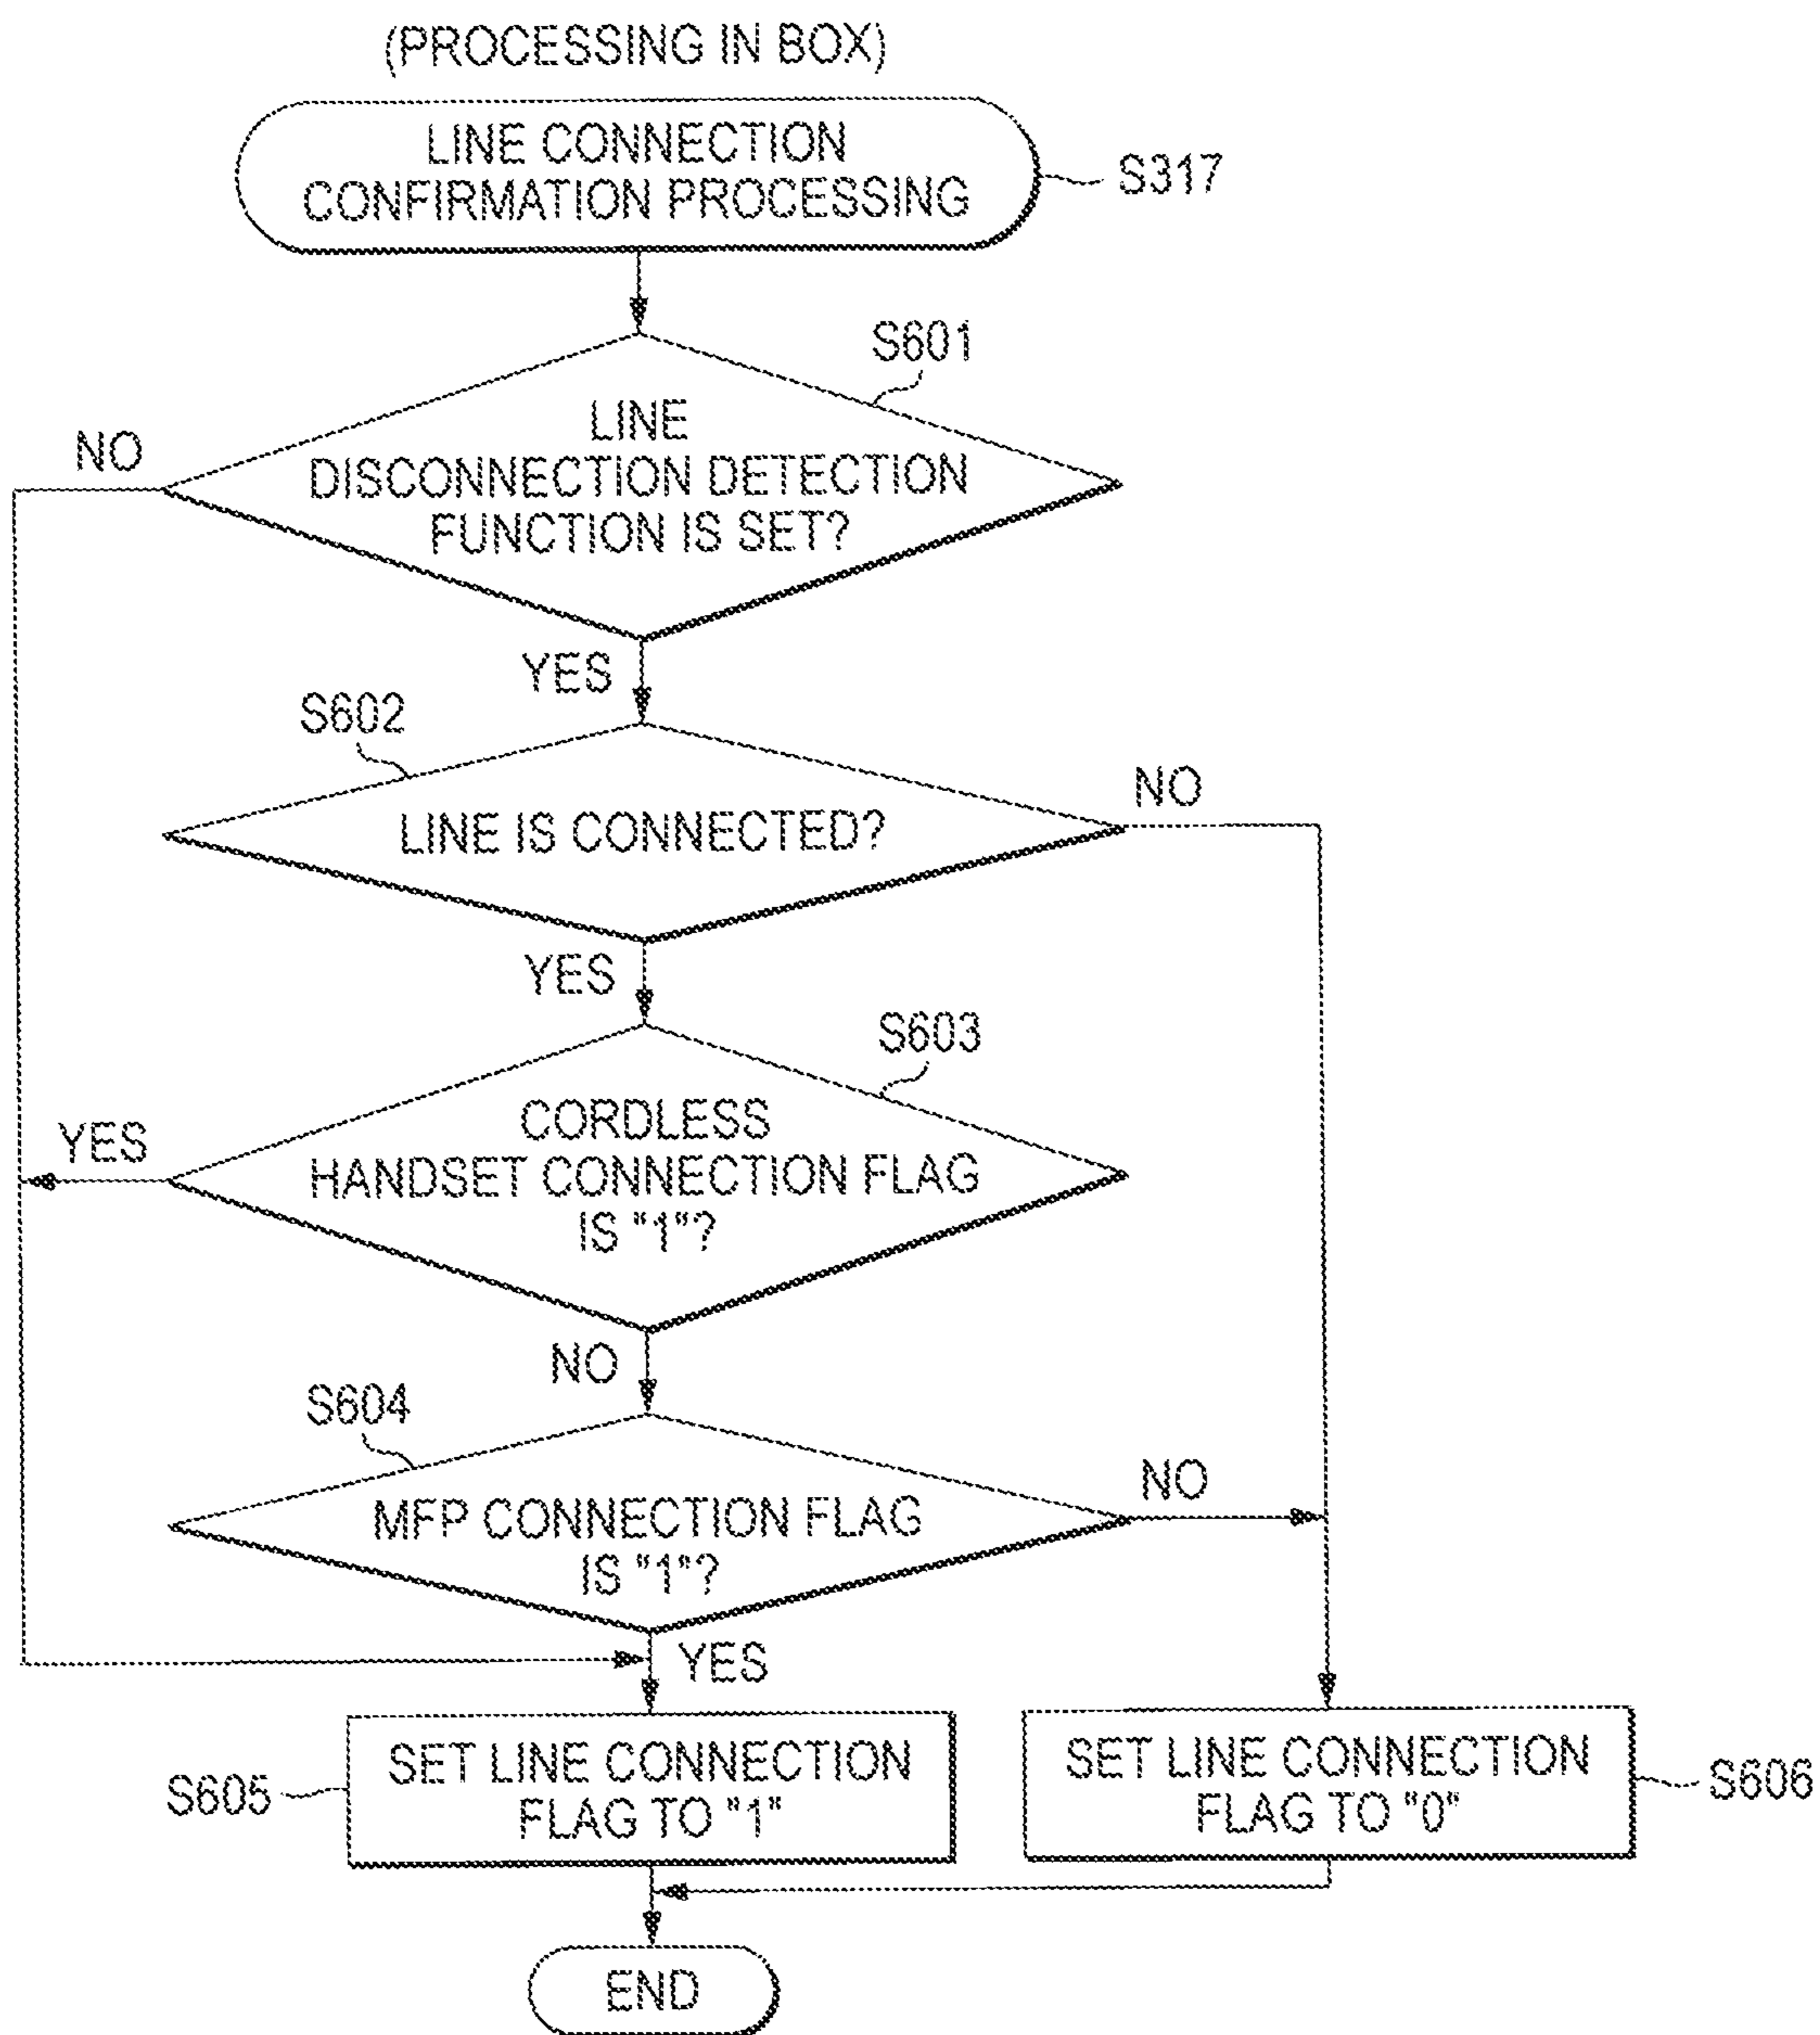 (PROCESSING IN BOX)
LINE CONNECTION
CONFIRMATION PROCESSING
S317
S601
LINE
DISCONNECTION DETECTION
FUNCTION IS SET?
NO
YES
S602
LINE IS CONNECTED?
NO
YES
S603
CORDLESS
HANDSET CONNECTION FLAG
IS "1"?
YES
NO
S604
MFP CONNECTION FLAG
IS "1"?
NO
YES
SET LINE CONNECTION
FLAG TO "1"
S605
SET LINE CONNECTION
FLAG TO "0"
S606
END